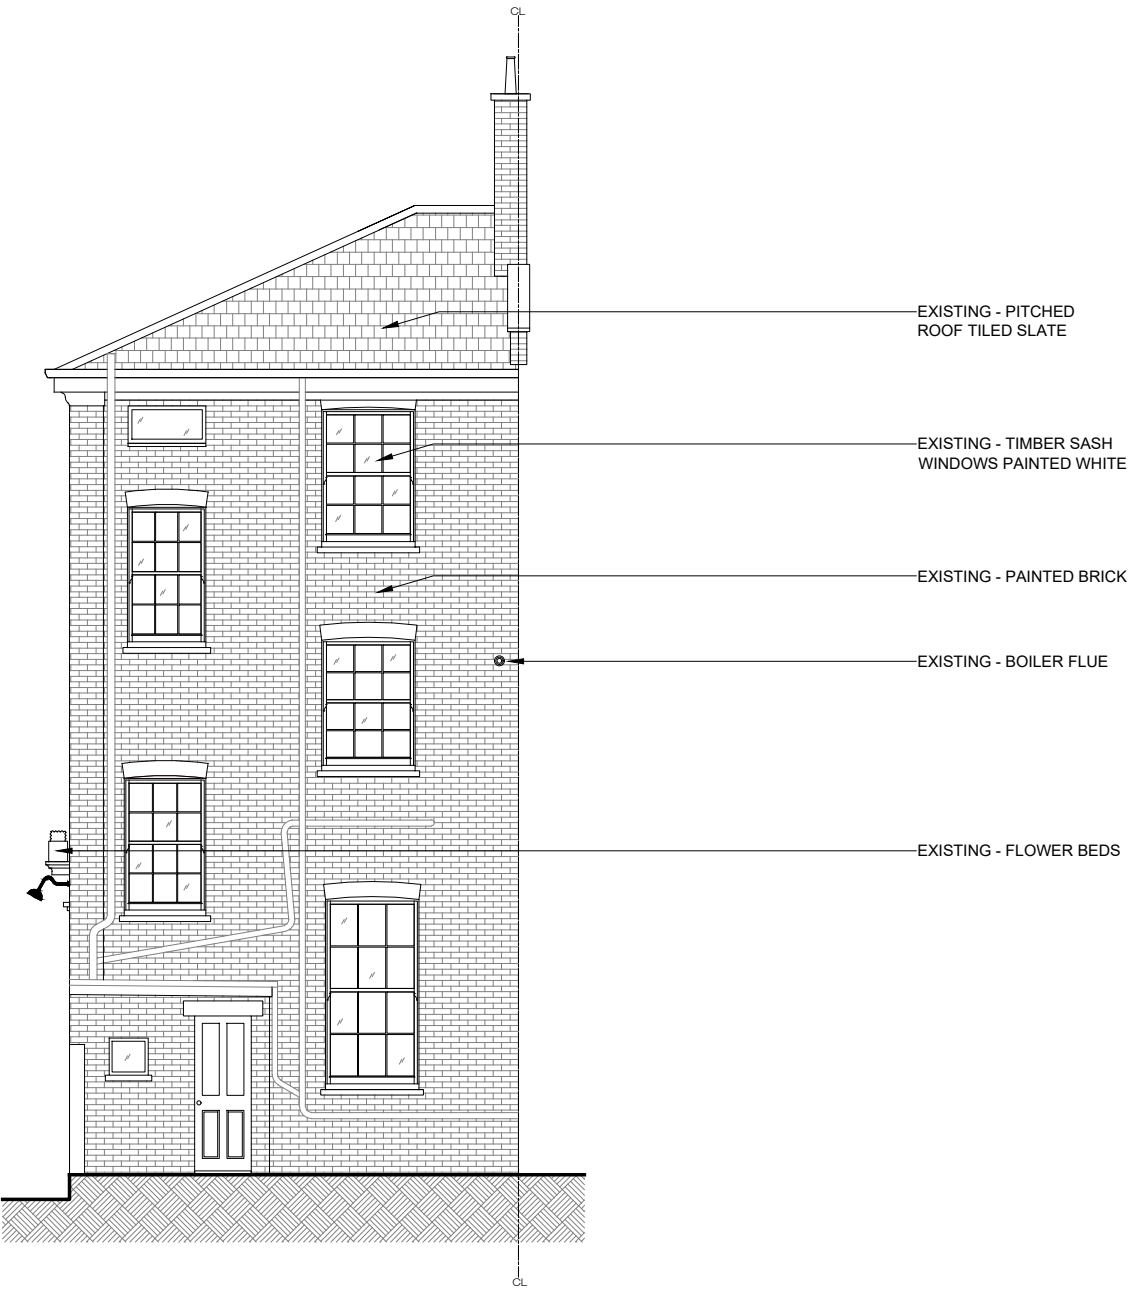 CL
EXISTING - PITCHED
ROOF TILED SLATE
EXISTING - TIMBER SASH
WINDOWS PAINTED WHITE
EXISTING - PAINTED BRICK
EXISTING - BOILER FLUE
EXISTING - FLOWER BEDS
CL